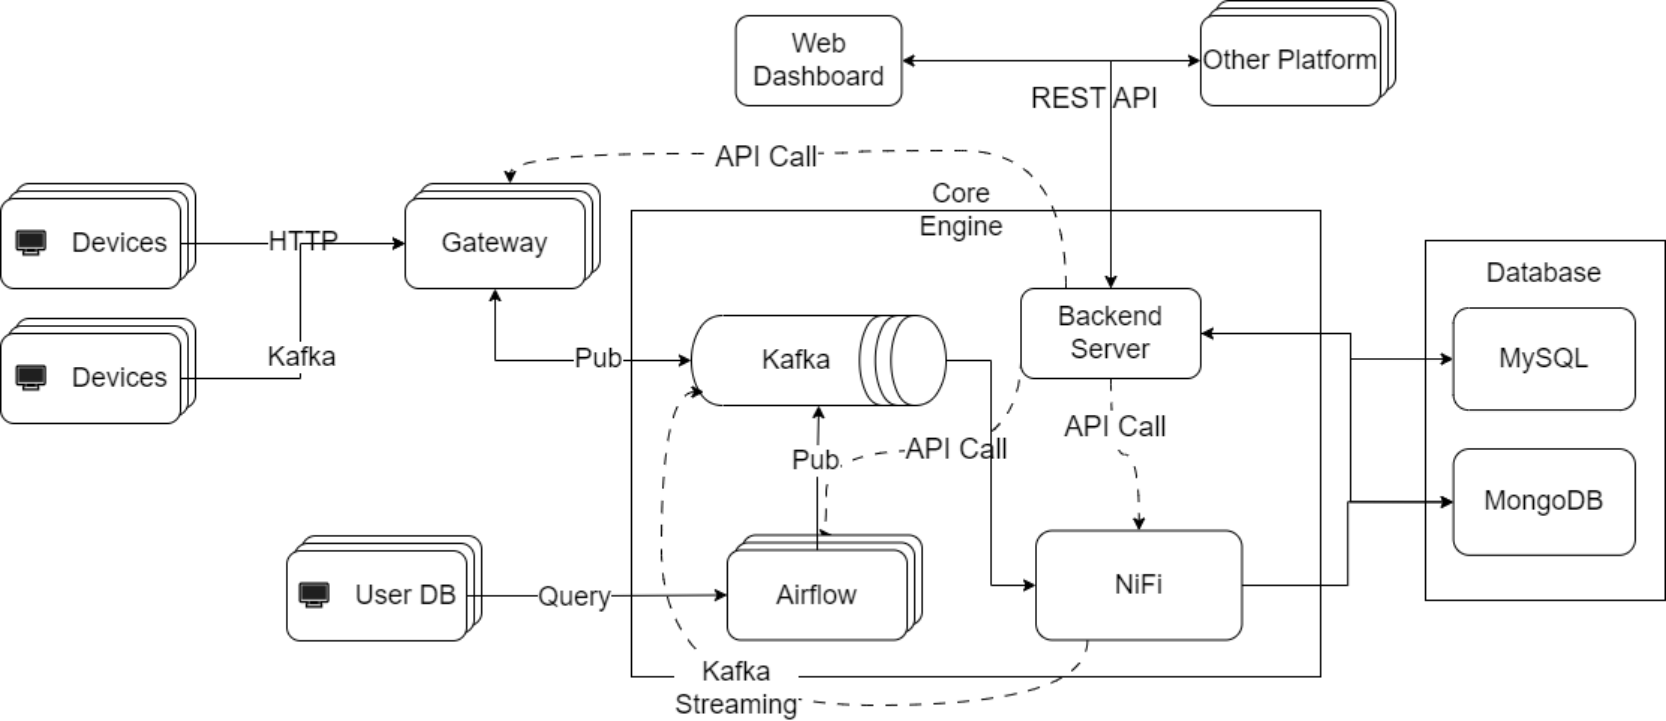 Web
Dashboard
Other Platform
REST API
API Call
Core
Engine
Devices
HTTP
Gateway
Backend
Server
Database
MySQL
Devices
Kafka
Pub
Kafka
API Call
API Call
Pub
MongoDB
User DB
Query
Airflow
NiFi
Kafka
Streaming